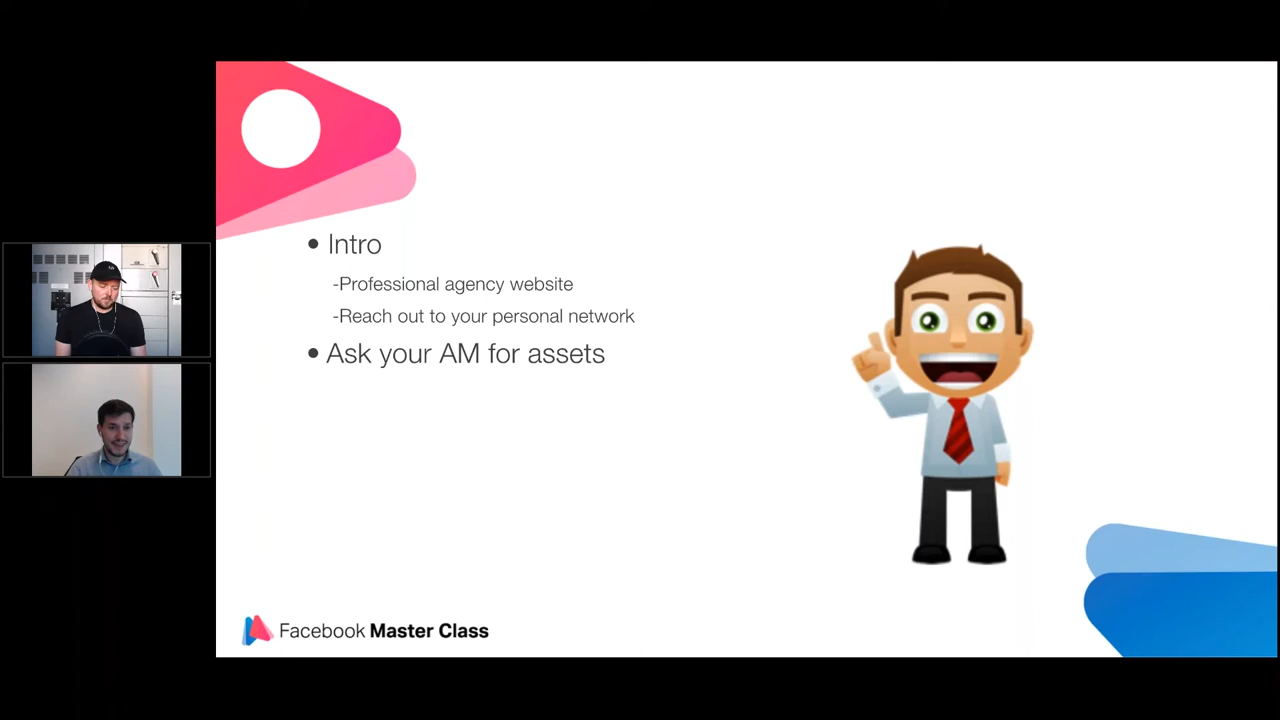 • Intro
-Professional agency website
-Reach out to your personal network
• Ask your AM for assets
Facebook Master Class